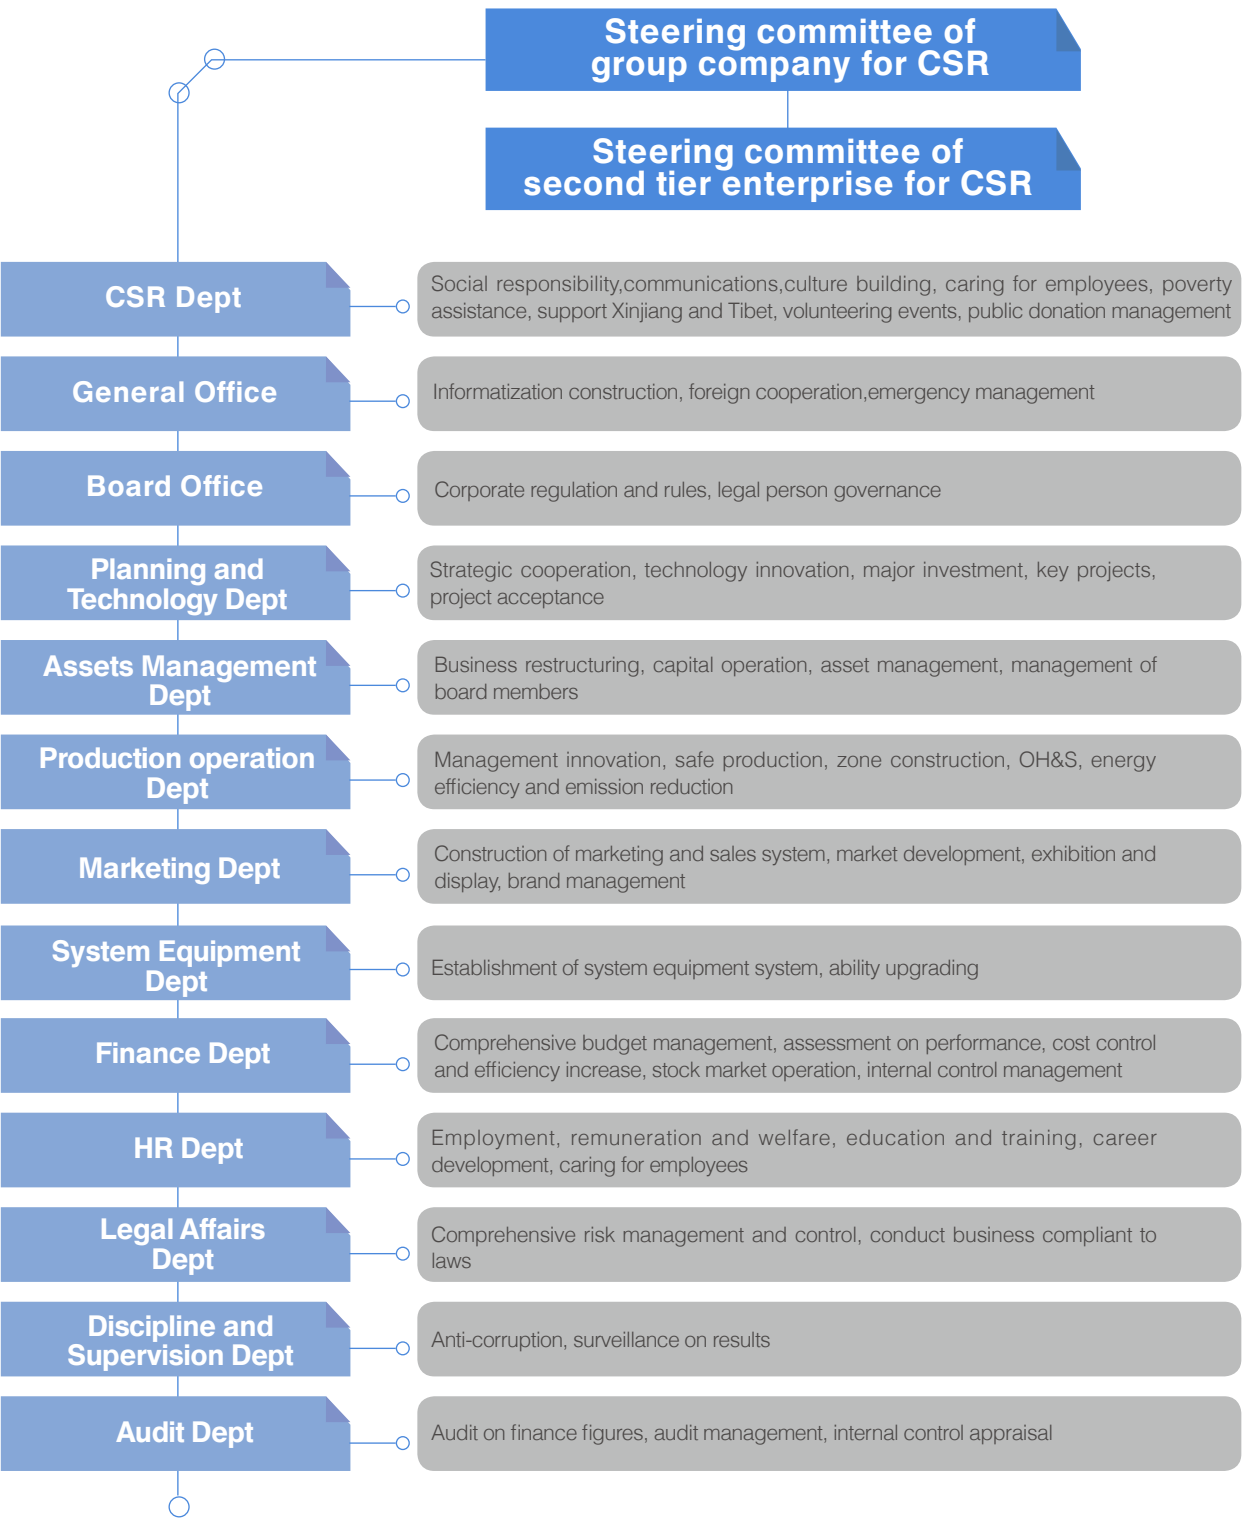 Steering committee of
group company for CSR
Steering committee of
second tier enterprise for CSR
CSR Dept
Social responsibility,communications,culture building, caring for employees, poverty
assistance, support Xinjiang and Tibet, volunteering events, public donation management
General Office
Informatization construction, foreign cooperation,emergency management
Board Office
Corporate regulation and rules, legal person governance
Planning and
Technology Dept
Strategic cooperation, technology innovation, major investment, key projects,
project acceptance
Assets Management
Dept
Business restructuring, capital operation, asset management, management of
board members
Production operation
Dept
Management innovation, safe production, zone construction, OH&S, energy
efficiency and emission reduction
Marketing Dept
Construction of marketing and sales system, market development, exhibition and
display, brand management
System Equipment
Dept
Establishment of system equipment system, ability upgrading
Finance Dept
Comprehensive budget management, assessment on performance, cost control
and efficiency increase, stock market operation, internal control management
HR Dept
Employment, remuneration and welfare, education and training, career
development, caring for employees
Legal Affairs
Dept
Comprehensive risk management and control, conduct business compliant to
laws
Discipline and
Supervision Dept
Anti-corruption, surveillance on results
Audit Dept
Audit on finance figures, audit management, internal control appraisal